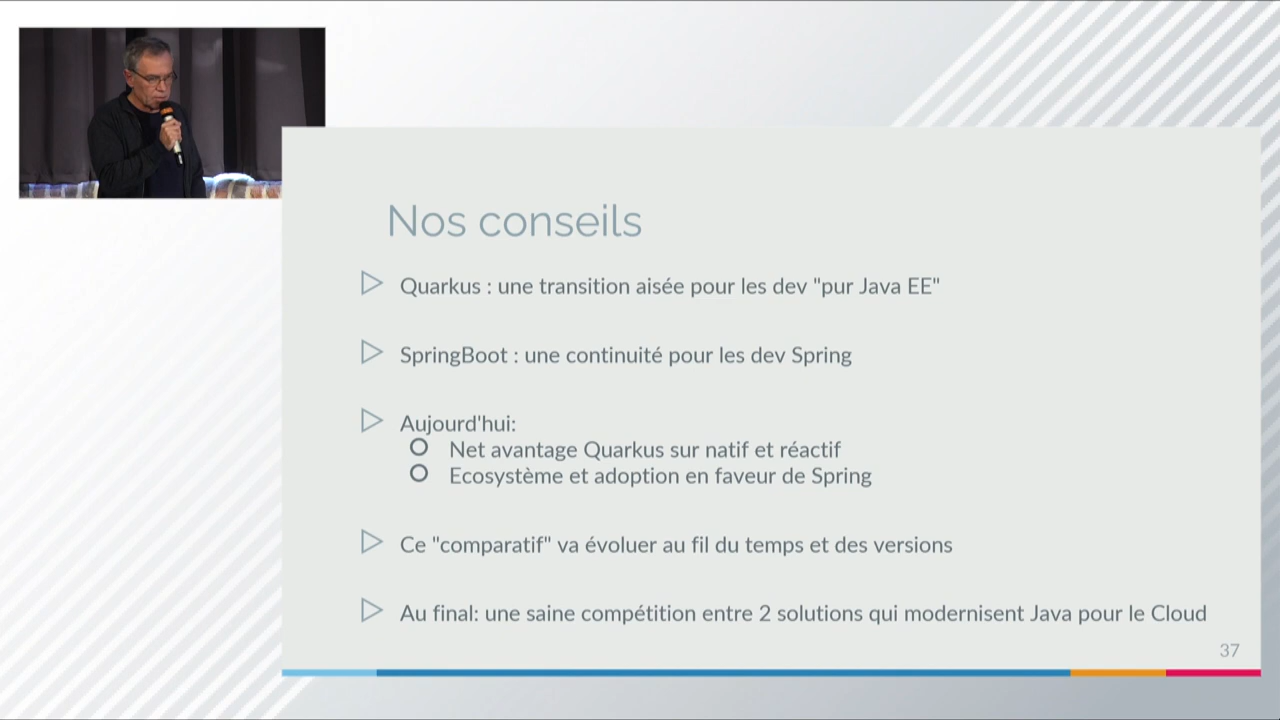 Nos conseils
Quarkus : une transition aisée pour les dev "pur Java EE"
SpringBoot : une continuité pour les dev Spring
Aujourd'hui:
Net avantage Quarkus sur natif et réactif
Ecosystème et adoption en faveur de Spring
Ce "comparatif" va évoluer au fil du temps et des versions
Au final: une saine compétition entre 2 solutions qui modernisent Java pour le Cloud
37